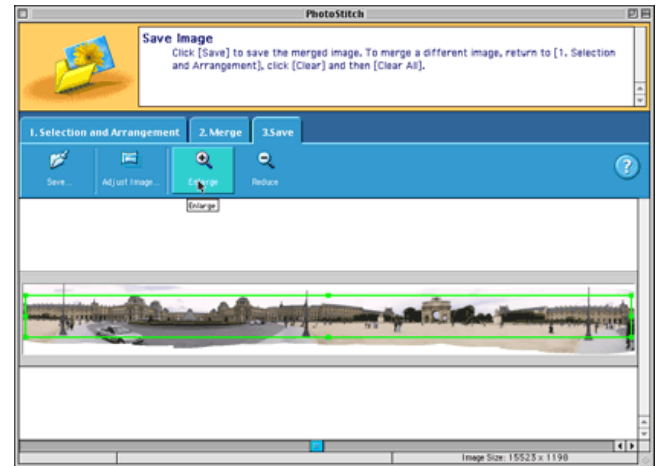 PhotoStitch
Save Image
Click [Save] to save the merged image. To merge a different image, return to [1. Selection
and Arrangement], click [Clear] and then [Clear All].
1. Selection and Arrangement
2. Merge
3.Save
Save...
Adjust Image...
Enlarge
Reduce
?
Enlarge
Image Size: 15523 x 1198